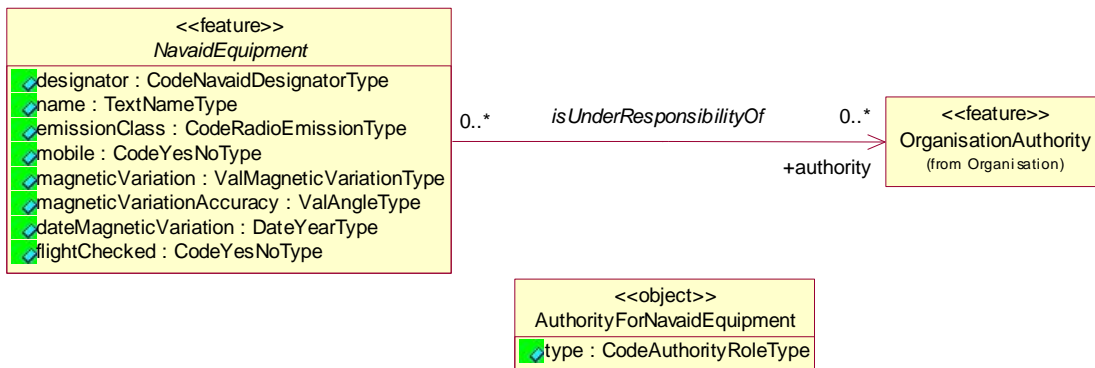 <<feature>>
NavaidEquipment
designator : CodeNavaidDesignatorType
name : TextNameType
emissionClass : CodeRadioEmissionType
mobile : CodeYesNoType
magneticVariation : ValMagneticVariationType
magneticVariationAccuracy : ValAngleType
dateMagneticVariation : DateYearType
flightChecked : CodeYesNoType
0..*
isUnderResponsibilityOf
0..*
+authority
<<feature>>
OrganisationAuthority
(from Organisation)
<<object>>
AuthorityForNavaidEquipment
type : CodeAuthorityRoleType